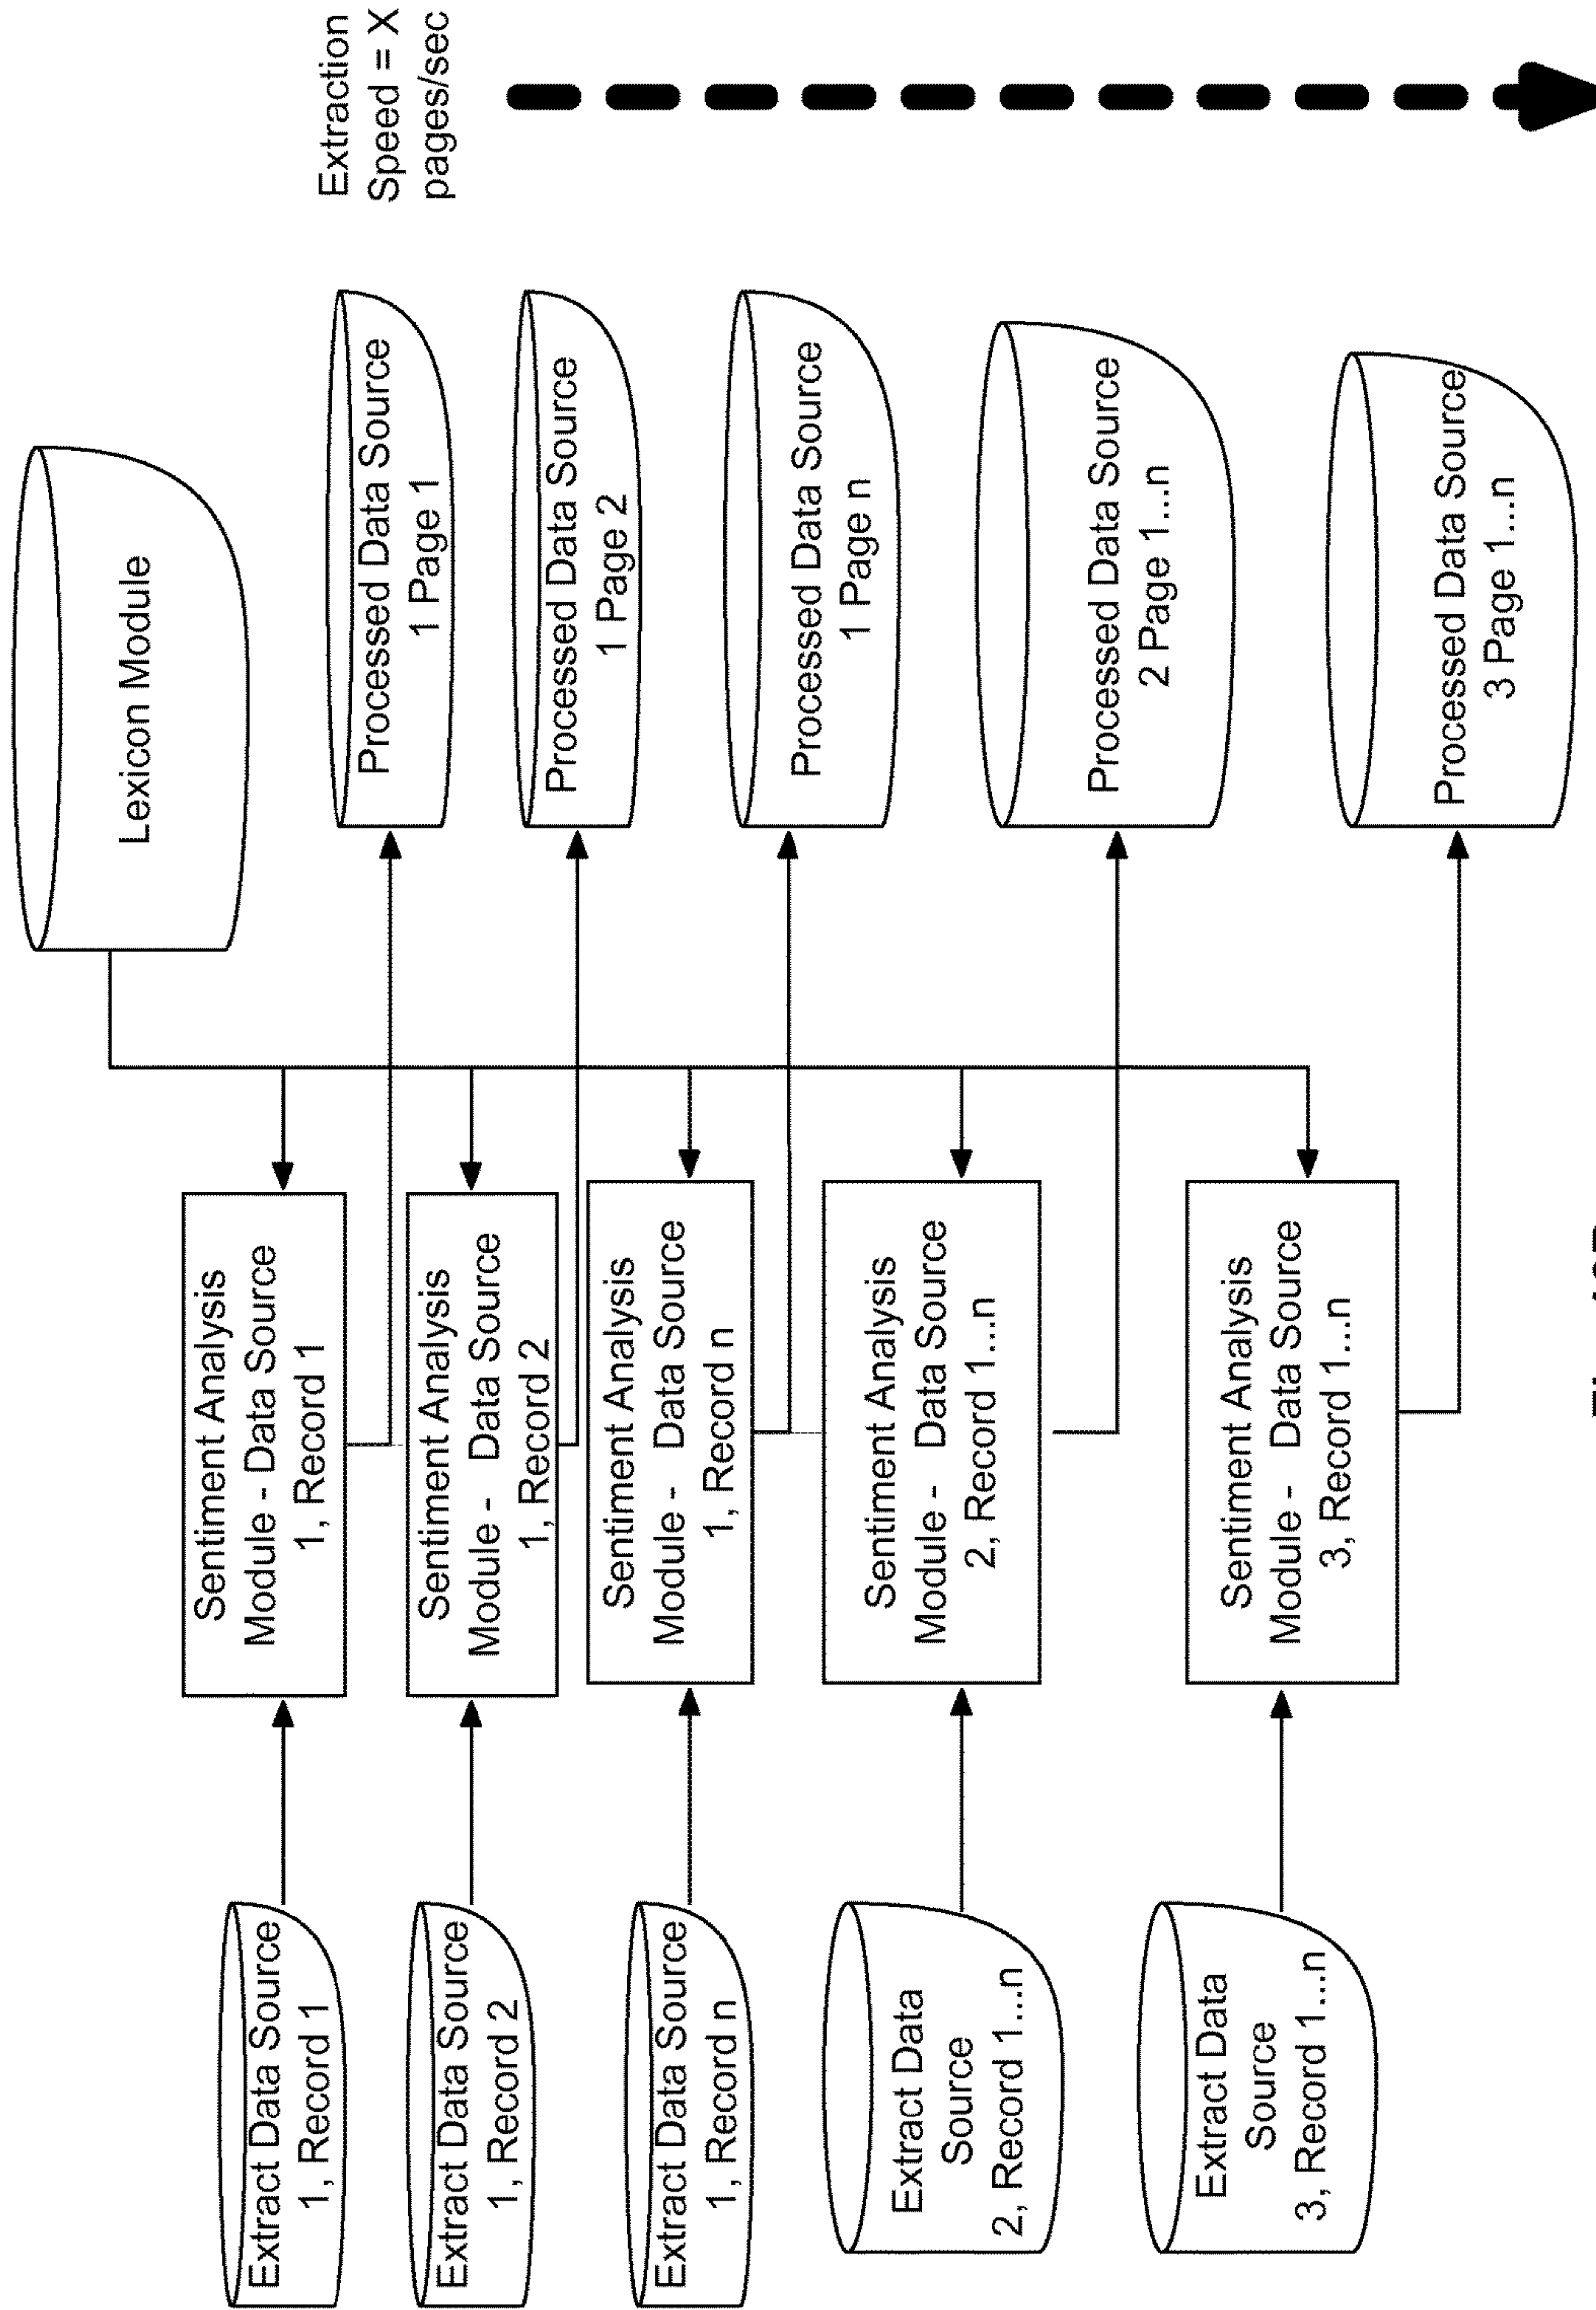 Lexicon Module
Extraction
Speed = X
pages/sec
Extract Data Source
1, Record 1
Sentiment Analysis
Module - Data Source
1, Record 1
Processed Data Source
1 Page 1
Extract Data Source
1, Record 2
Sentiment Analysis
Module - Data Source
1, Record 2
Processed Data Source
1 Page 2
Extract Data Source
1, Record n
Sentiment Analysis
Module - Data Source
1, Record n
Processed Data Source
1 Page n
Extract Data
Source
2, Record 1...n
Sentiment Analysis
Module - Data Source
2, Record 1...n
Processed Data Source
2 Page 1...n
Extract Data
Source
3, Record 1...n
Sentiment Analysis
Module - Data Source
3, Record 1...n
Processed Data Source
3 Page 1...n